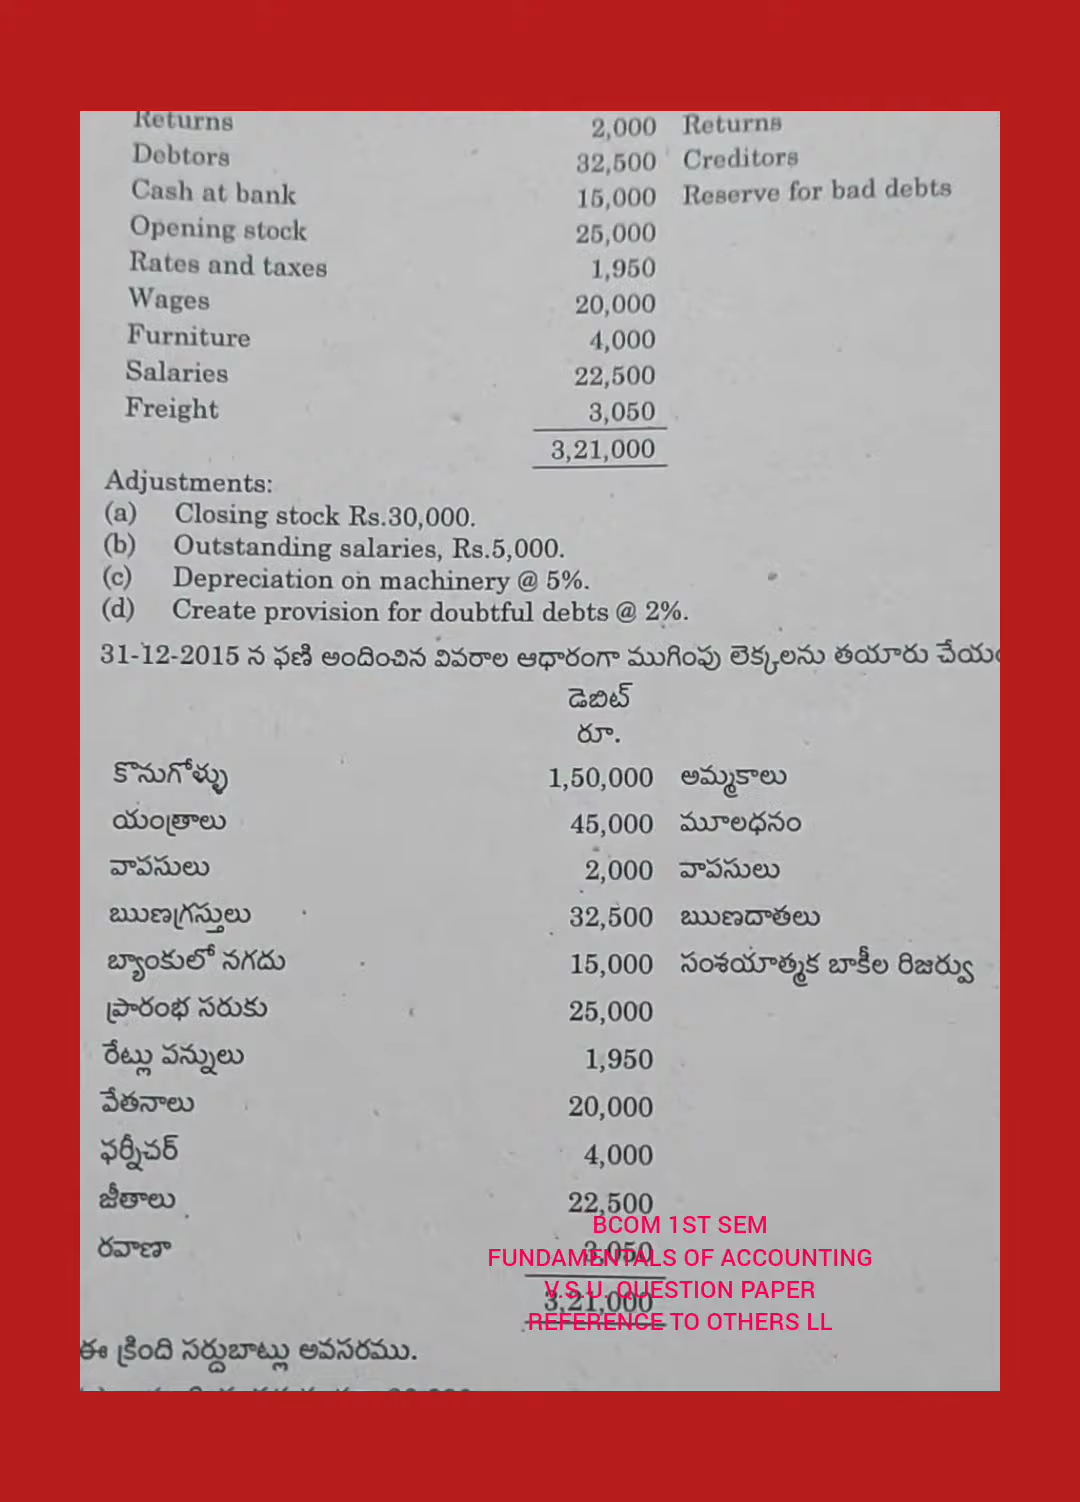 Returns 2,000 Returns
Debtors 32,500 Creditors
Cash at bank 15,000 Reserve for bad debts
Opening stock 25,000
Rates and taxes 1,950
Wages 20,000
Furniture 4,000
Salaries 22,500
Freight 3,050
3,21,000
Adjustments:
(a) Closing stock Rs.30,000.
(b) Outstanding salaries, Rs.5,000.
(c) Depreciation on machinery @ 5%.
(d) Create provision for doubtful debts @ 2%.
31-12-2015 న ఫణి అందించిన వివరాల ఆధారంగా ముగింపు లెక్కలను తయారు
డెబిట్
రూ.
కొనుగోళ్ళు 1,50,000 అమ్మకాలు
యంత్రాలు 45,000 మూలధనం
వాపసులు 2,000 వాపసులు
ఋణగ్రస్తులు 32,500 ఋణదాతలు
బ్యాంకులో నగదు 15,000 సంశయాత్మక బాకీల రిజర్వు
ప్రారంభ సరుకు 25,000
రేట్లు పన్నులు 1,950
వేతనాలు 20,000
ఫర్నీచర్ 4,000
జీతాలు 22,500
BCOM 1ST SEM
రవాణా 3,050
FUNDAMENTALS OF ACCOUNTING
V.S.U. QUESTION PAPER
3,21,000
REFERENCE TO OTHERS LL
ఈ క్రింది సర్దుబాట్లు అవసరము.